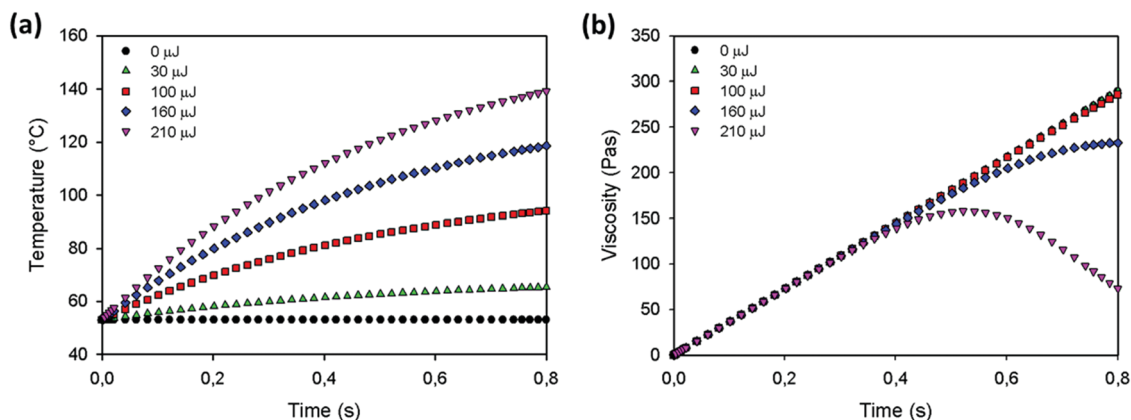 (a)
160
140
120
100
80
60
40
Temperature (°C)
0 μJ
30 μJ
100 μJ
160 μJ
210 μJ
0,0 0,2 0,4 0,6 0,8
Time (s)
(b)
350
300
250
200
150
100
50
0
Viscosity (Pas)
0 μJ
30 μJ
100 μJ
160 μJ
210 μJ
0,0 0,2 0,4 0,6 0,8
Time (s)